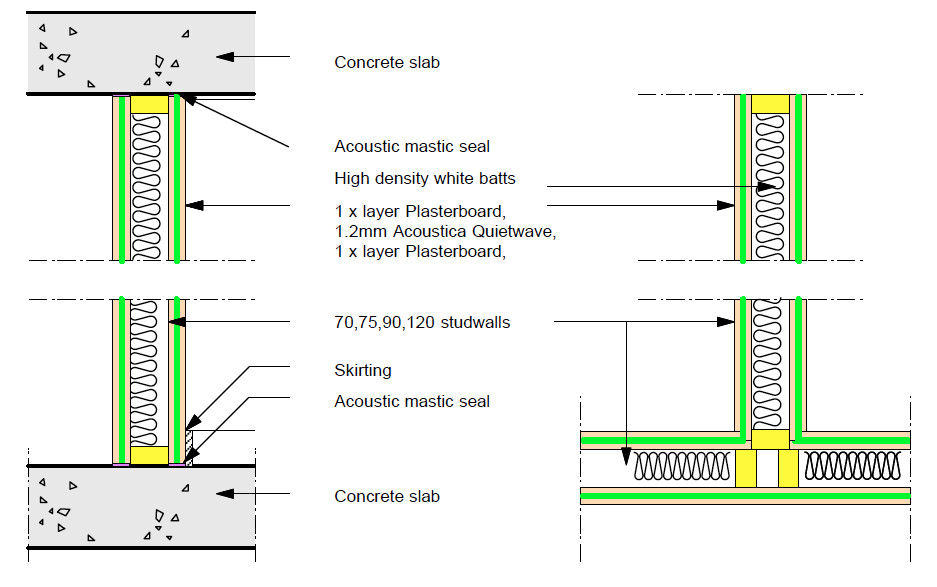 Concrete slab
Acoustic mastic seal
High density white batts
1 x layer Plasterboard,
1.2mm Acoustica Quietwave,
1 x layer Plasterboard,
70,75,90,120 studwalls
Skirting
Acoustic mastic seal
Concrete slab